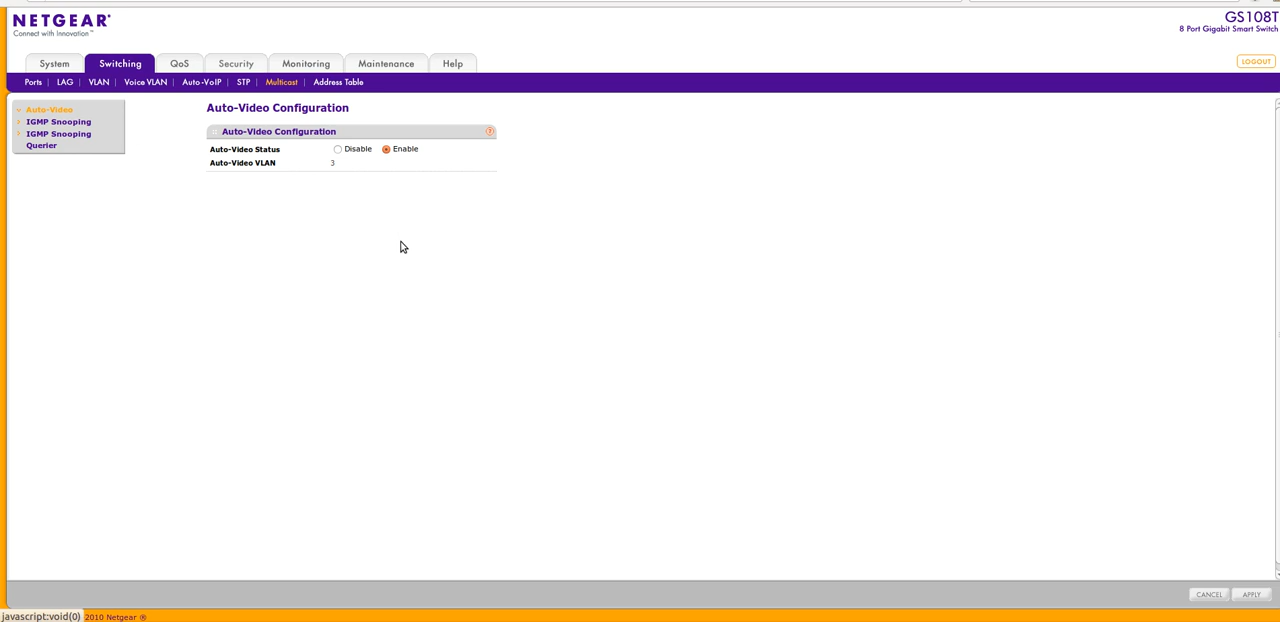 NETGEAR®
Connect with Innovation™
GS108T
8 Port Gigabit Smart Switch
System Switching QoS Security Monitoring Maintenance Help
LOGOUT
Ports | LAG | VLAN | Voice VLAN | Auto-VoIP | STP | Multicast | Address Table
Auto-Video
IGMP Snooping
IGMP Snooping
Querier
Auto-Video Configuration
Auto-Video Configuration
Auto-Video Status Disable Enable
Auto-Video VLAN 3
CANCEL APPLY
javascript:void(0) 2010 Netgear ®